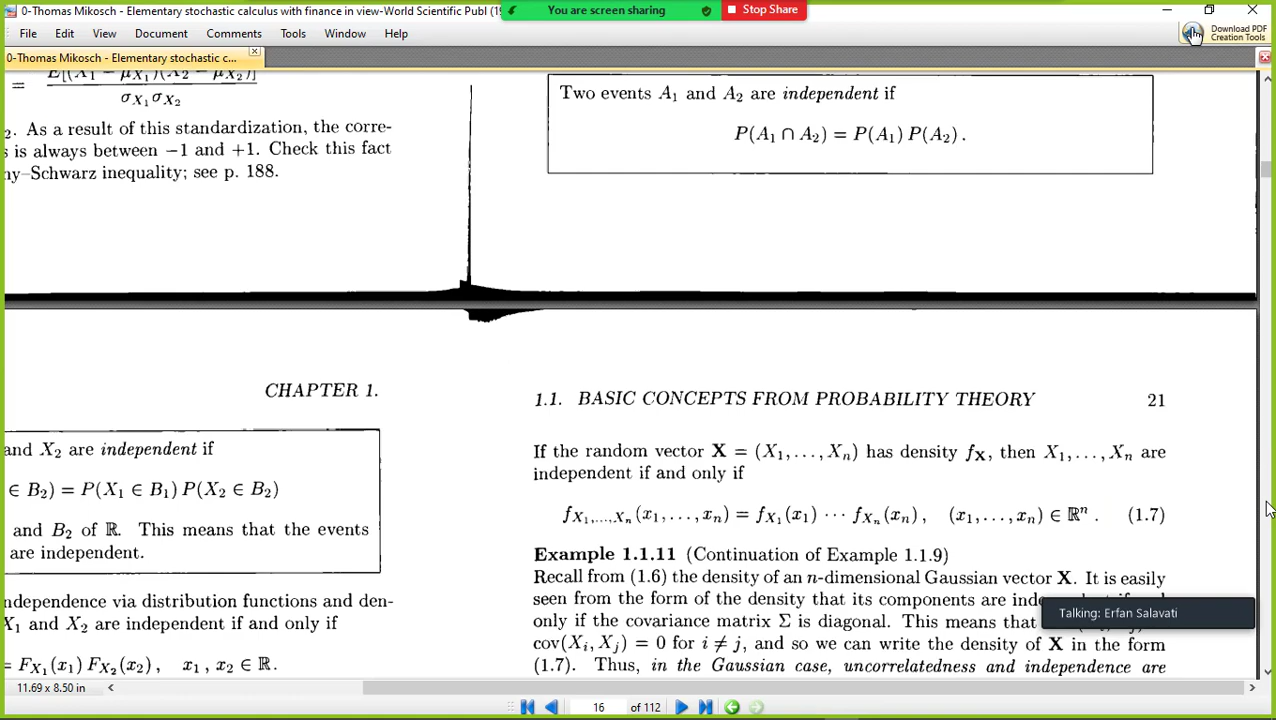 0-Thomas Mikosch - Elementary stochastic calculus with finance in view-World Scientific Publ (19
You are screen sharing
Stop Share
File Edit View Document Comments Forms Tools Window Help
Download PDF
Creation Tools
0-Thomas Mikosch - Elementary stochastic c...
= E[(X1 − μX1)(X2 − μX2)]
σX1 σX2
2. As a result of this standardization, the corre-
s is always between −1 and +1. Check this fact
hy–Schwarz inequality; see p. 188.
Two events A1 and A2 are independent if
P(A1 ∩ A2) = P(A1) P(A2) .
CHAPTER 1.
and X2 are independent if
∈ B2) = P(X1 ∈ B1) P(X2 ∈ B2)
and B2 of ℝ. This means that the events
are independent.
ndependence via distribution functions and den-
X1 and X2 are independent if and only if
= FX1(x1) FX2(x2) , x1 , x2 ∈ ℝ.
1.1. BASIC CONCEPTS FROM PROBABILITY THEORY 21
If the random vector X = (X1, . . . , Xn) has density fX, then X1, . . . , Xn are
independent if and only if
fX1,...,Xn(x1, . . . , xn) = fX1(x1) · · · fXn(xn) , (x1, . . . , xn) ∈ ℝn . (1.7)
Example 1.1.11 (Continuation of Example 1.1.9)
Recall from (1.6) the density of an n-dimensional Gaussian vector X. It is easily
seen from the form of the density that its components are
only if the covariance matrix Σ is diagonal. This means that
cov(Xi, Xj) = 0 for i ≠ j, and so we can write the density of X in the form
(1.7). Thus, in the Gaussian case, uncorrelatedness and independence are
Talking: Erfan Salavati
11.69 x 8.50 in
16 of 112